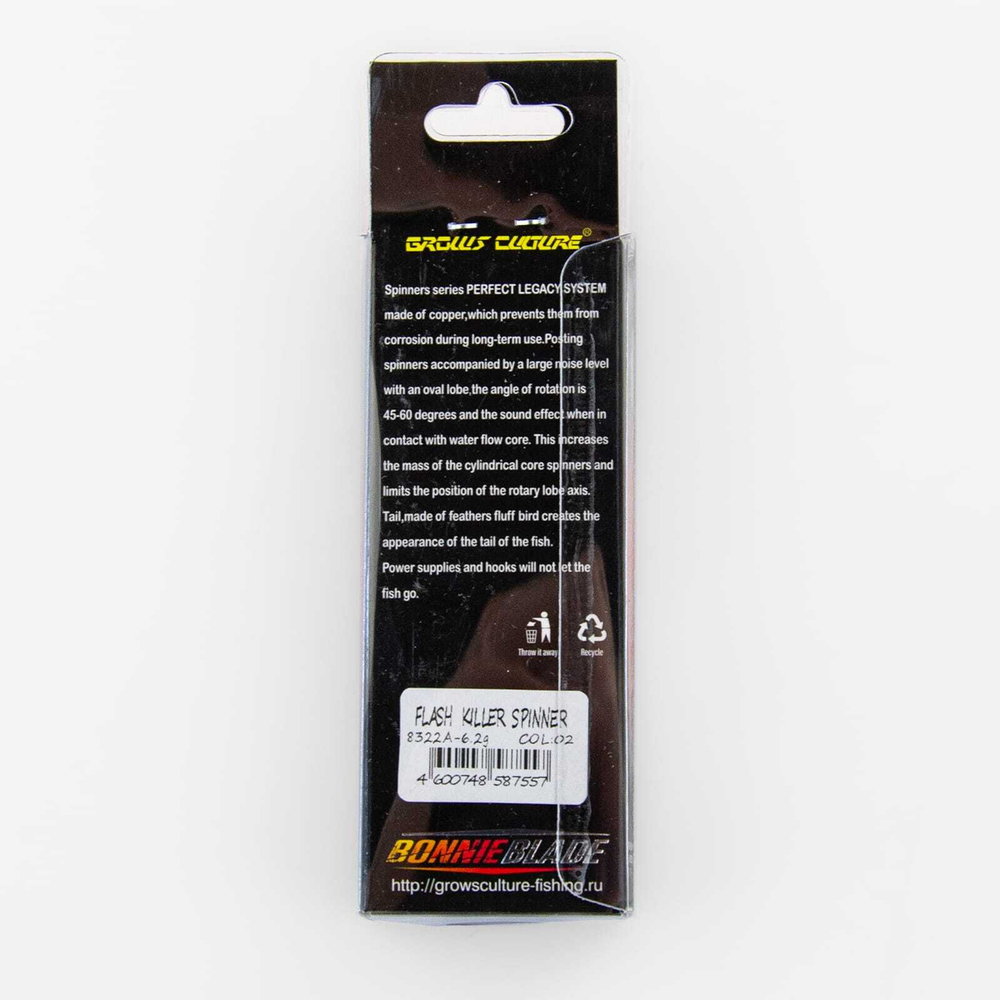 GROWS CULTURE®
Spinners series PERFECT LEGACY SYSTEM
made of copper,which prevents them from
corrosion during long-term use.Posting
spinners accompanied by a large noise level
with an oval lobe,the angle of rotation is
45-60 degrees and the sound effect when in
contact with water flow core. This increases
the mass of the cylindrical core spinners and
limits the position of the rotary lobe axis.
Tail,made of feathers fluff bird creates the
appearance of the tail of the fish.
Power supplies and hooks will not let the
fish go.
Throw it away Recycle
FLASH KILLER SPINNER
8322A-6.2g COL:02
4 600748 587557
BONNIE BLADE
http://growsculture-fishing.ru